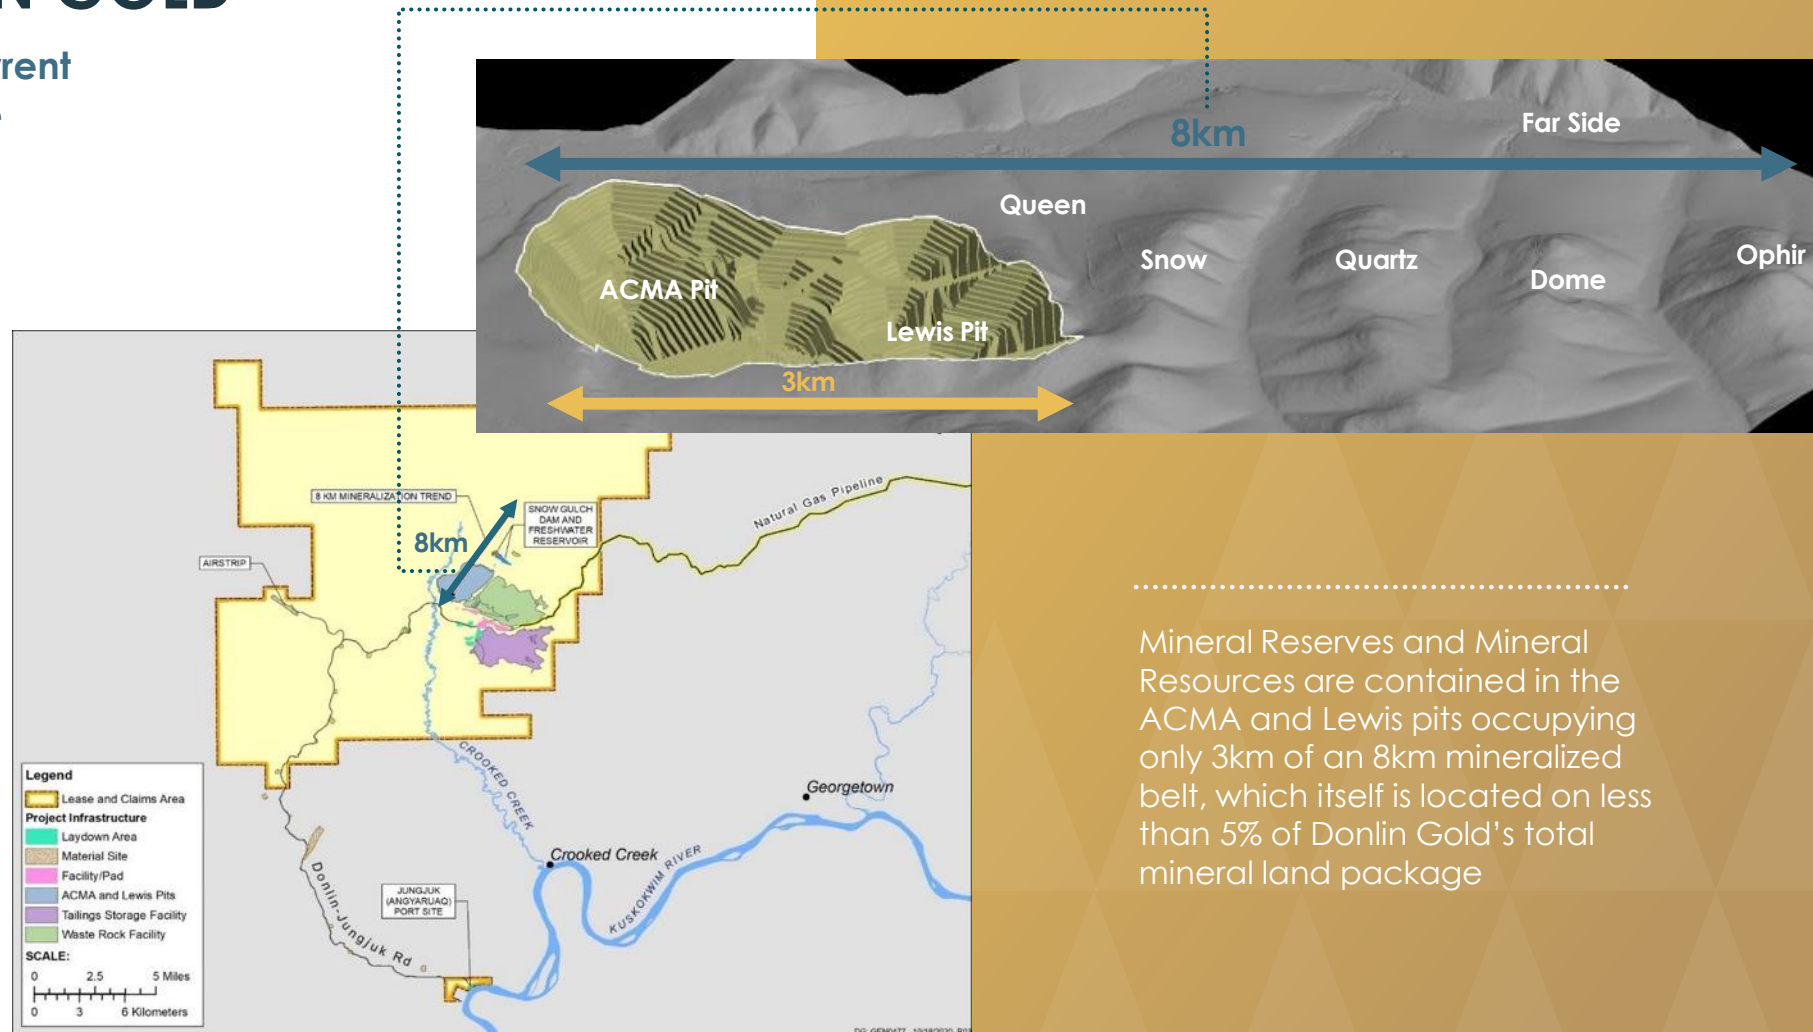 GOLD
8km
Far Side
Queen
Snow
Quartz
Dome
Ophir
ACMA Pit
Lewis Pit
3km
8 KM MINERALIZATION TREND
SNOW GULCH
DAM AND
FRESHWATER
RESERVOIR
8km
AIRSTRIP
Natural Gas Pipeline
CROOKED CREEK
Georgetown
Crooked Creek
KUSKOKWIM RIVER
Donlin-Jungjuk Rd
JUNGJUK
(ANGYARUAQ)
PORT SITE
Legend
Lease and Claims Area
Project Infrastructure
Laydown Area
Material Site
Facility/Pad
ACMA and Lewis Pits
Tailings Storage Facility
Waste Rock Facility
SCALE:
0 2.5 5 Miles
0 3 6 Kilometers
Mineral Reserves and Mineral
Resources are contained in the
ACMA and Lewis pits occupying
only 3km of an 8km mineralized
belt, which itself is located on less
than 5% of Donlin Gold's total
mineral land package